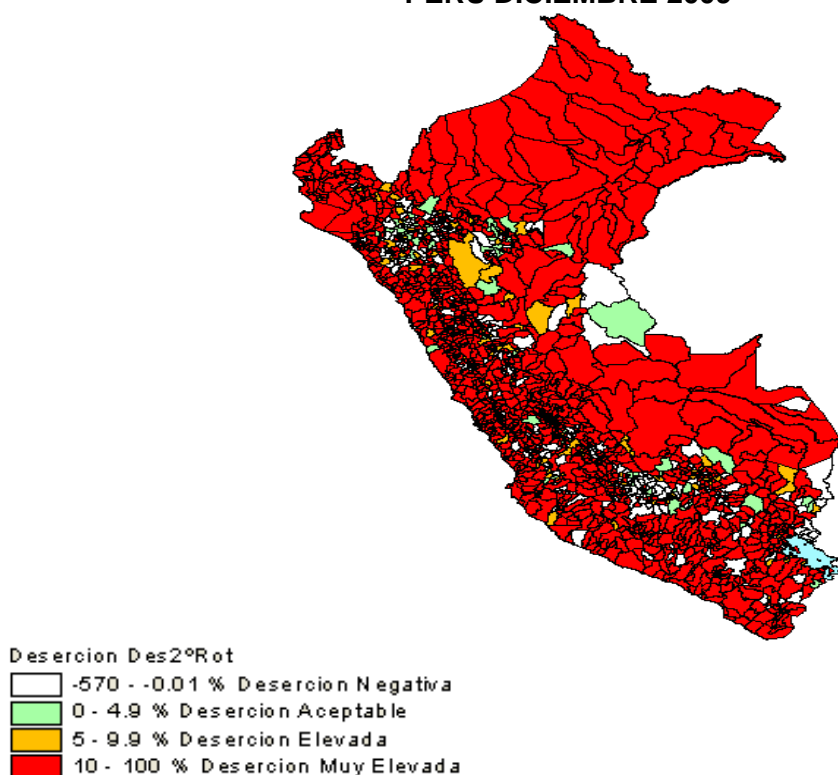 PERU DICIEMBRE
Desercion Des2ºRot
-570 - -0.01 % Desercion Negativa
0 - 4.9 % Desercion Aceptable
5 - 9.9 % Desercion Elevada
10 - 100 % Desercion Muy Elevada